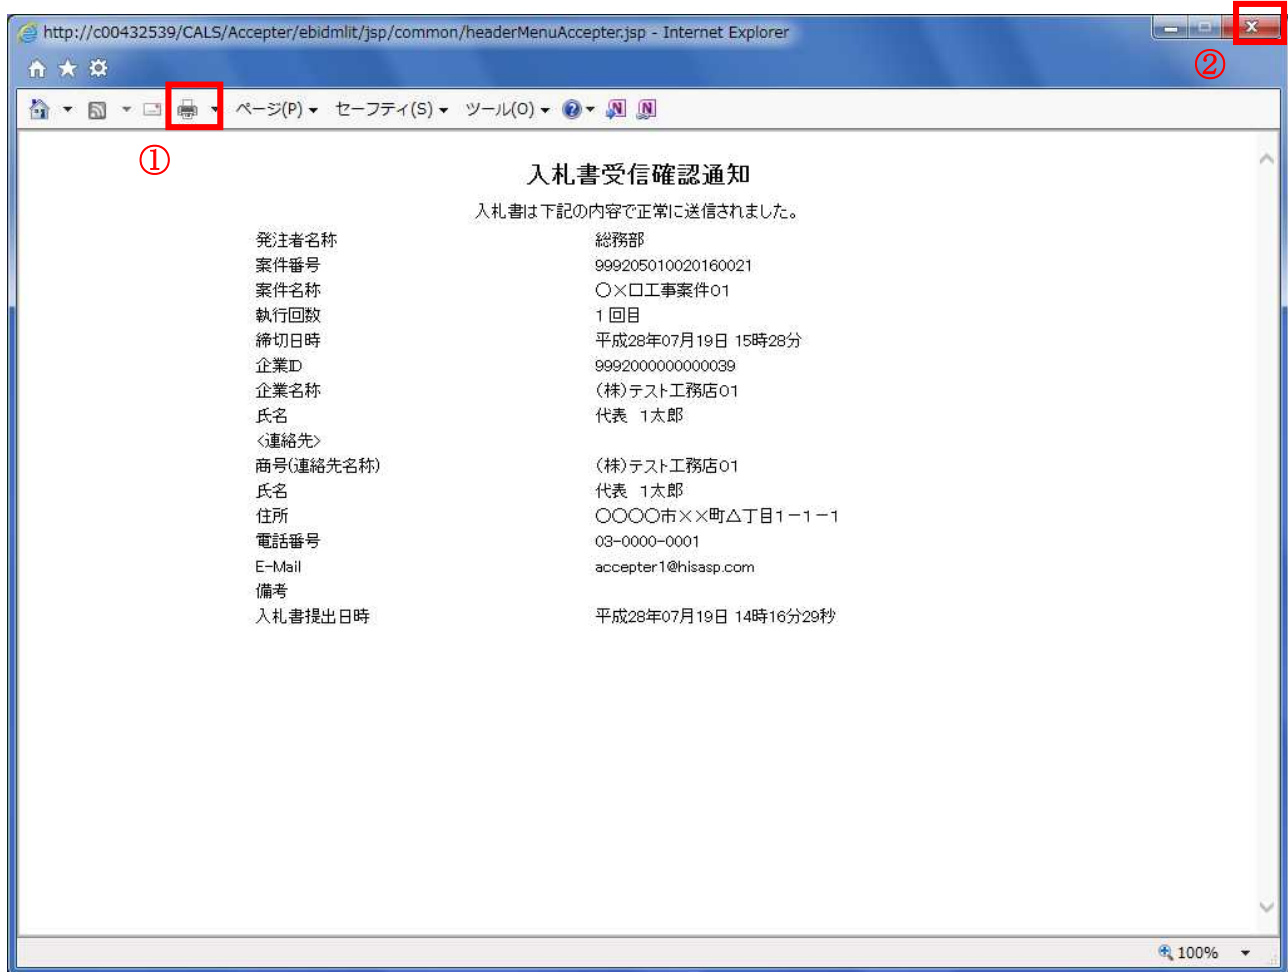 http://c00432539/CALS/Accepter/ebidmlit/jsp/common/headerMenuAccepter.jsp - Internet Explorer
②
ページ(P) セーフティ(S) ツール(O)
①
入札書受信確認通知
入札書は下記の内容で正常に送信されました。
発注者名称 総務部
案件番号 999205010020160021
案件名称 ○×口工事案件01
執行回数 1回目
締切日時 平成28年07月19日 15時28分
企業ID 9992000000000039
企業名称 (株)テスト工務店01
氏名 代表 1太郎
<連絡先>
商号(連絡先名称) (株)テスト工務店01
氏名 代表 1太郎
住所 ○○○○市××町△丁目1-1-1
電話番号 03-0000-0001
E-Mail accepter1@hisasp.com
備考
入札書提出日時 平成28年07月19日 14時16分29秒
100%